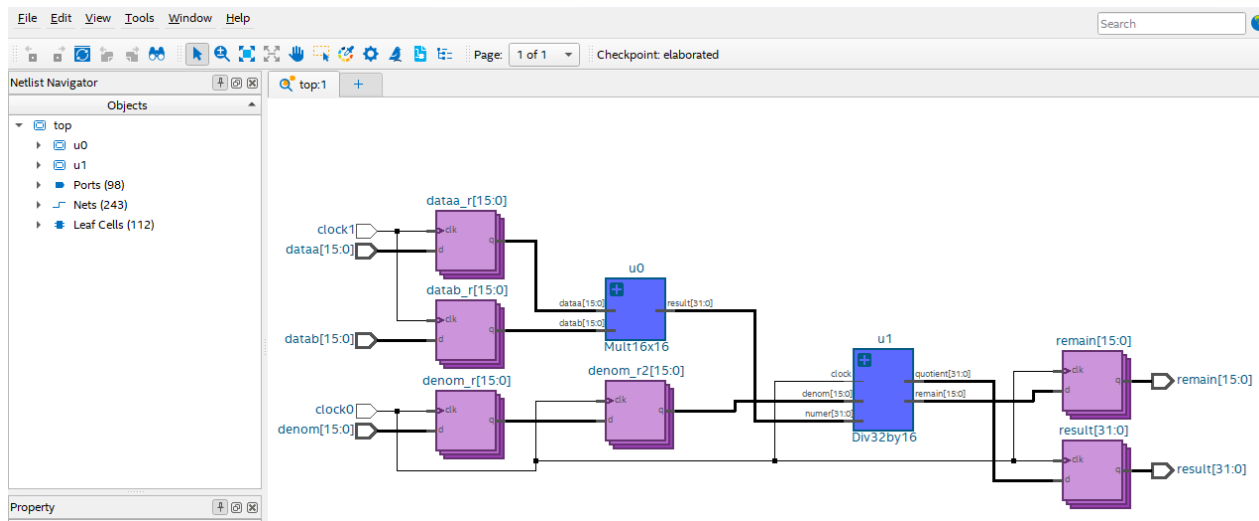 File Edit View Tools Window Help
Search
Page: 1 of 1 Checkpoint: elaborated
Netlist Navigator
top:1 +
Objects
top
u0
u1
Ports (98)
Nets (243)
Leaf Cells (112)
Property
dataa_r[15:0]
clock1
clk
dataa[15:0]
d
q
datab_r[15:0]
clk
datab[15:0]
d
q
u0
dataa[15:0]
result[31:0]
datab[15:0]
Mult16x16
denom_r[15:0]
clock0
clk
denom[15:0]
d
q
denom_r2[15:0]
clk
d
q
u1
clock
quotient[31:0]
denom[15:0]
remain[15:0]
numer[31:0]
Div32by16
remain[15:0]
clk
d
q
remain[15:0]
result[31:0]
clk
d
q
result[31:0]